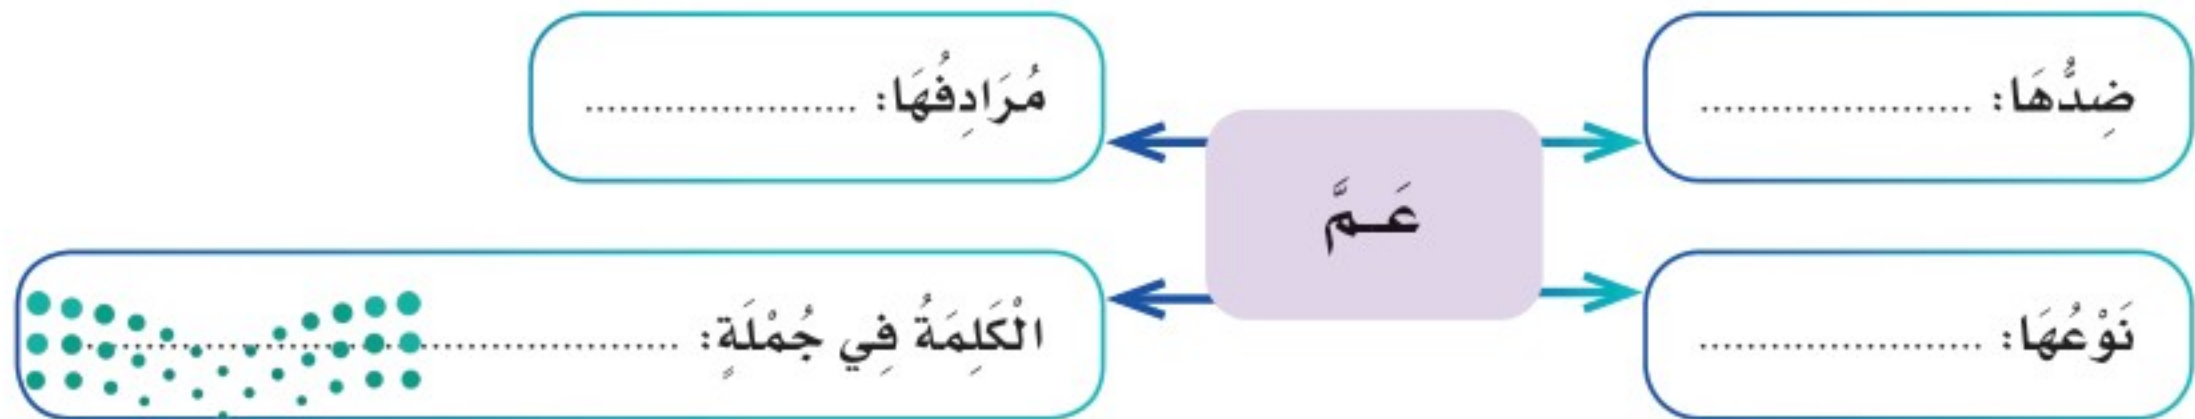 ضِدُّهَا: ......................
مُرَادِفُهَا: ......................
عَـمَّ
نَوْعُهَا: ......................
الْكَلِمَةُ فِي جُمْلَةٍ: ......................